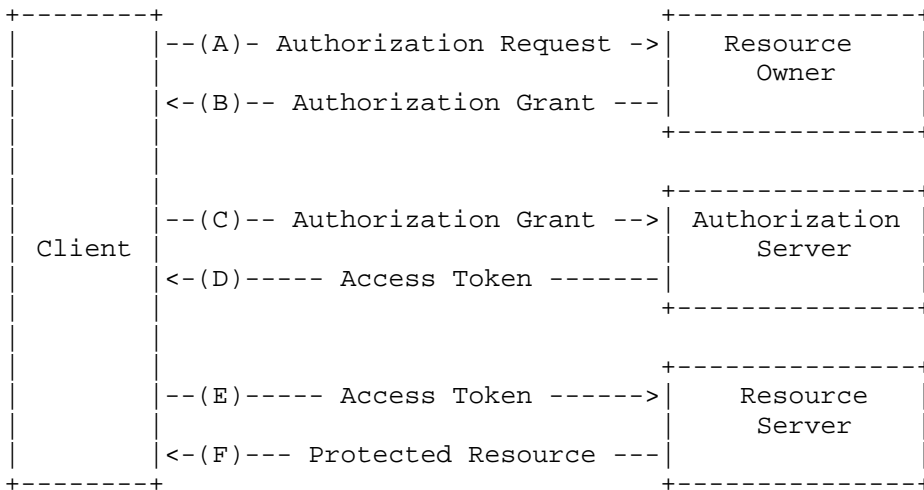 (A) Authorization Request
Resource
Owner
(B) Authorization Grant
(C) Authorization Grant
Authorization
Client
Server
(D) Access Token
(E) Access Token
Resource
Server
(F) Protected Resource